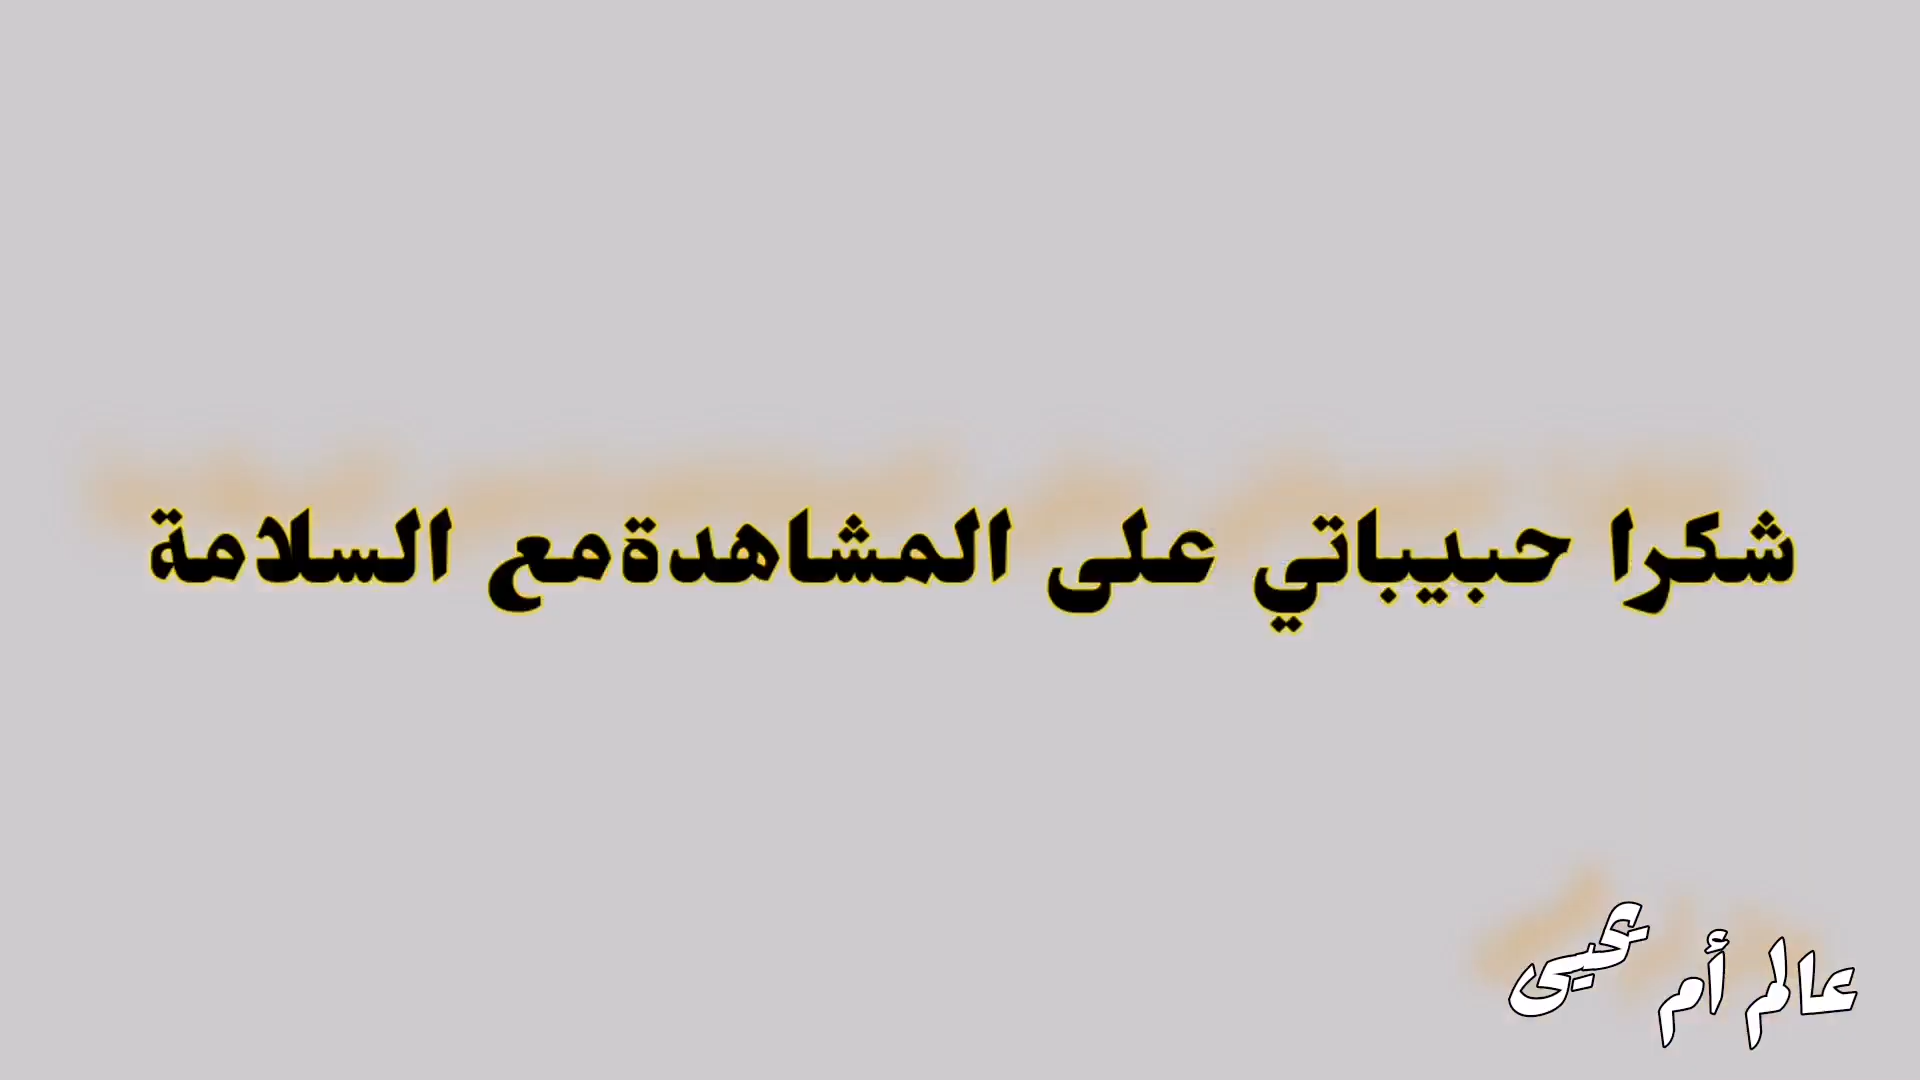 شكرا حبيباتي على المشاهدةمع السلامة
عالم أم يحيى